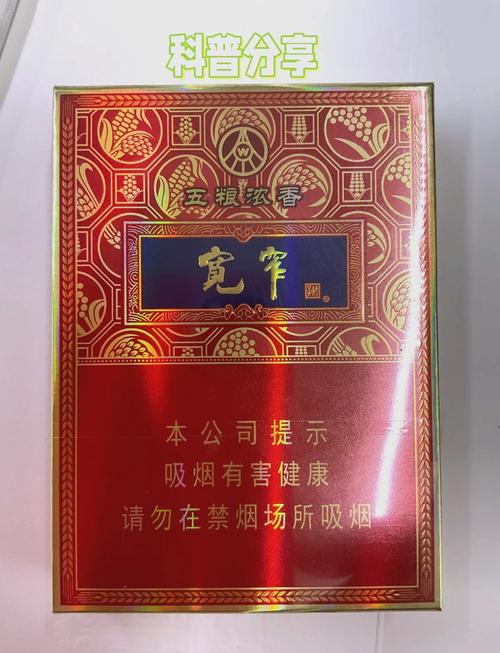 科普分享
五粮浓香
宽窄
本公司提示
吸烟有害健康
请勿在禁烟场所吸烟